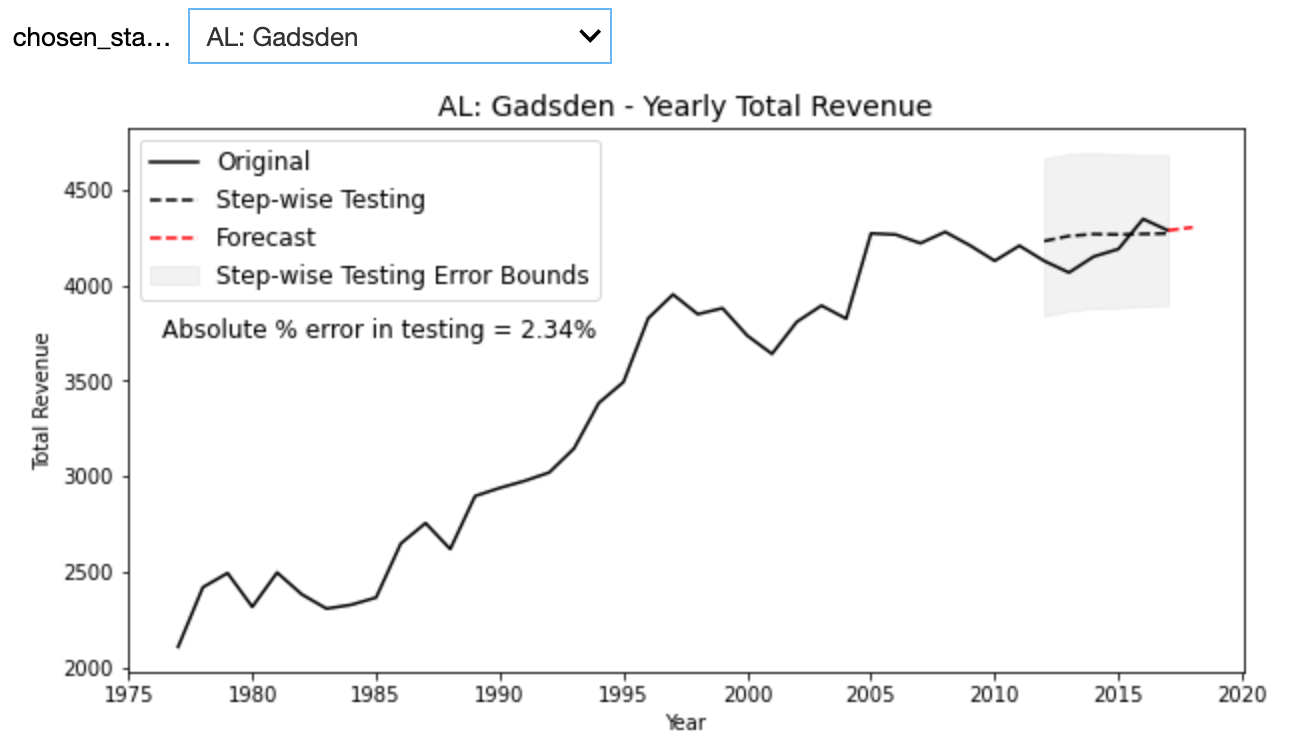 chosen_sta... AL: Gadsden
AL: Gadsden - Yearly Total Revenue
Original
Step-wise Testing
Forecast
Step-wise Testing Error Bounds
Absolute % error in testing = 2.34%
Total Revenue
4500
4000
3500
3000
2500
2000
1975 1980 1985 1990 1995 2000 2005 2010 2015 2020
Year